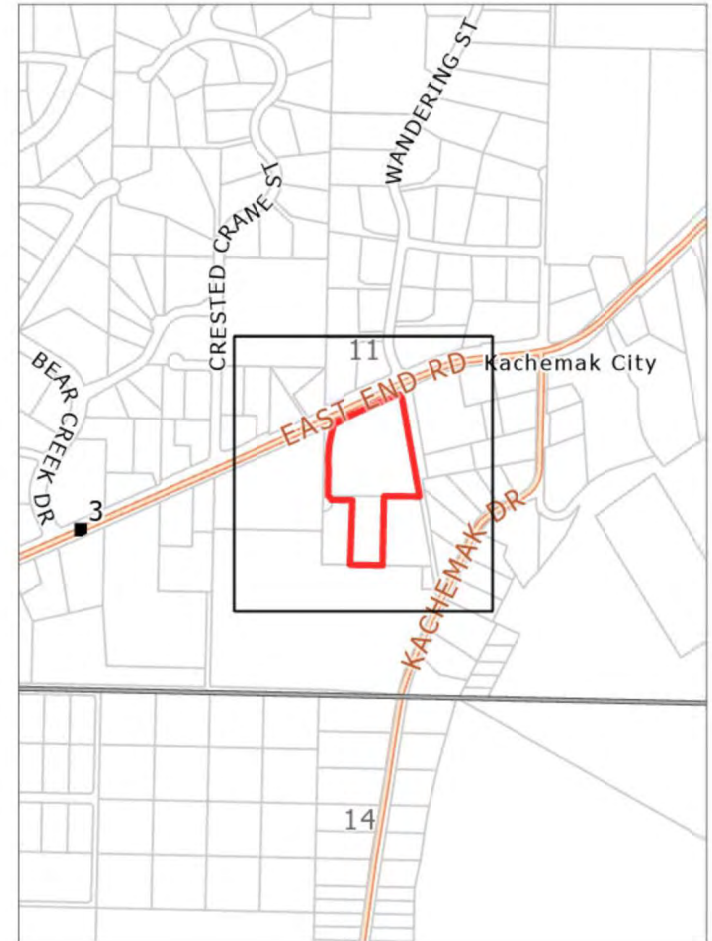 WANDERING ST
CRESTED CRANE ST
11
EAST END RD
Kachemak City
BEAR CREEK DR
3
KACHEMAK DR
14